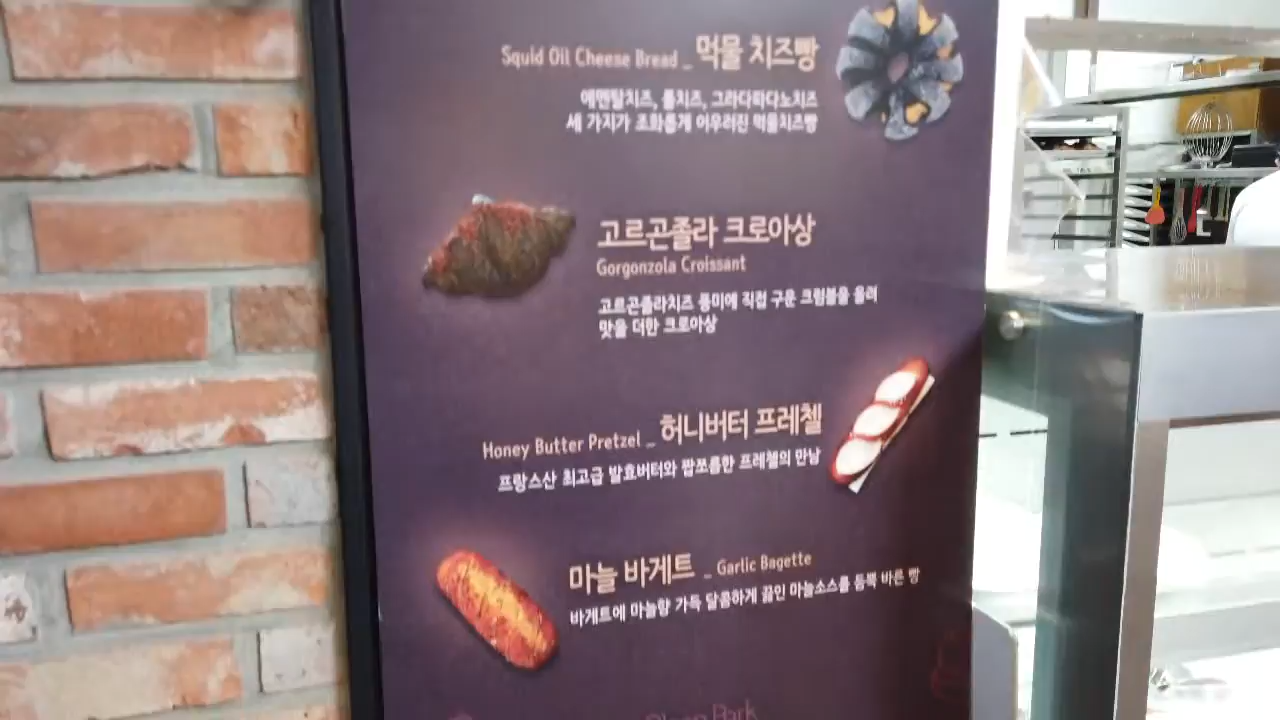 Squid Oil Cheese Bread _ 먹물 치즈빵
에멘탈치즈, 롤치즈, 그라다파다노치즈
세 가지가 조화롭게 어우러진 먹물치즈빵
고르곤졸라 크로아상
Gorgonzola Croissant
고르곤졸라치즈 풍미에 직접 구운 크럼블을 올려
맛을 더한 크로아상
Honey Butter Pretzel _ 허니버터 프레첼
프랑스산 최고급 발효버터와 짭쪼름한 프레첼의 만남
마늘 바게트 _ Garlic Bagette
바게트에 마늘향 가득 달콤하게 끓인 마늘소스를 듬뿍 바른 빵